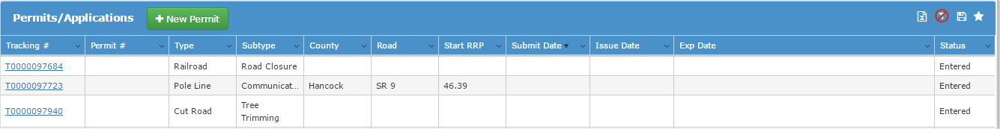 Permits/Applications + New Permit
Tracking # Permit # Type Subtype County Road Start RRP Submit Date Issue Date Exp Date Status
T0000097684 Railroad Road Closure Entered
T0000097723 Pole Line Communicat... Hancock SR 9 46.39 Entered
T0000097940 Cut Road Tree Trimming Entered